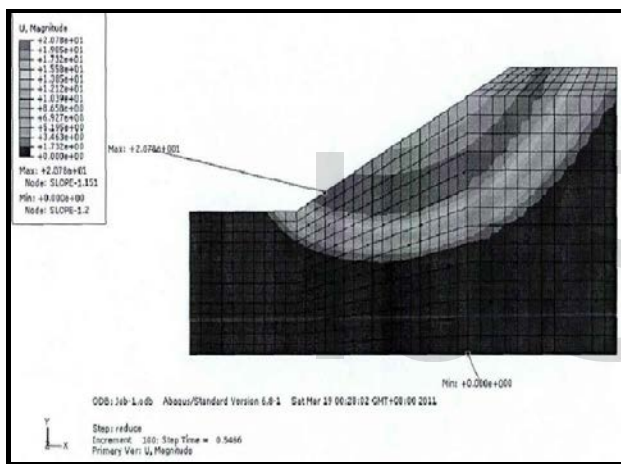 U, Magnitude
+2.078e+01
+1.905e+01
+1.732e+01
+1.558e+01
+1.385e+01
+1.212e+01
+1.039e+01
+8.658e+00
+6.927e+00
+5.195e+00
+3.463e+00
+1.732e+00
+0.000e+00
Max: +2.078e+01
Node: SLOPE-1.151
Min: +0.000e+00
Node: SLOPE-1.2
Max: +2.078e+001
Min: +0.000e+000
ODB: Job-1.odb Abaqus/Standard Version 6.8-1 Sat Mar 19 00:28:02 GMT+08:00 2011
Y
X
Step: reduce
Increment 180: Step Time = 0.5466
Primary Var: U, Magnitude